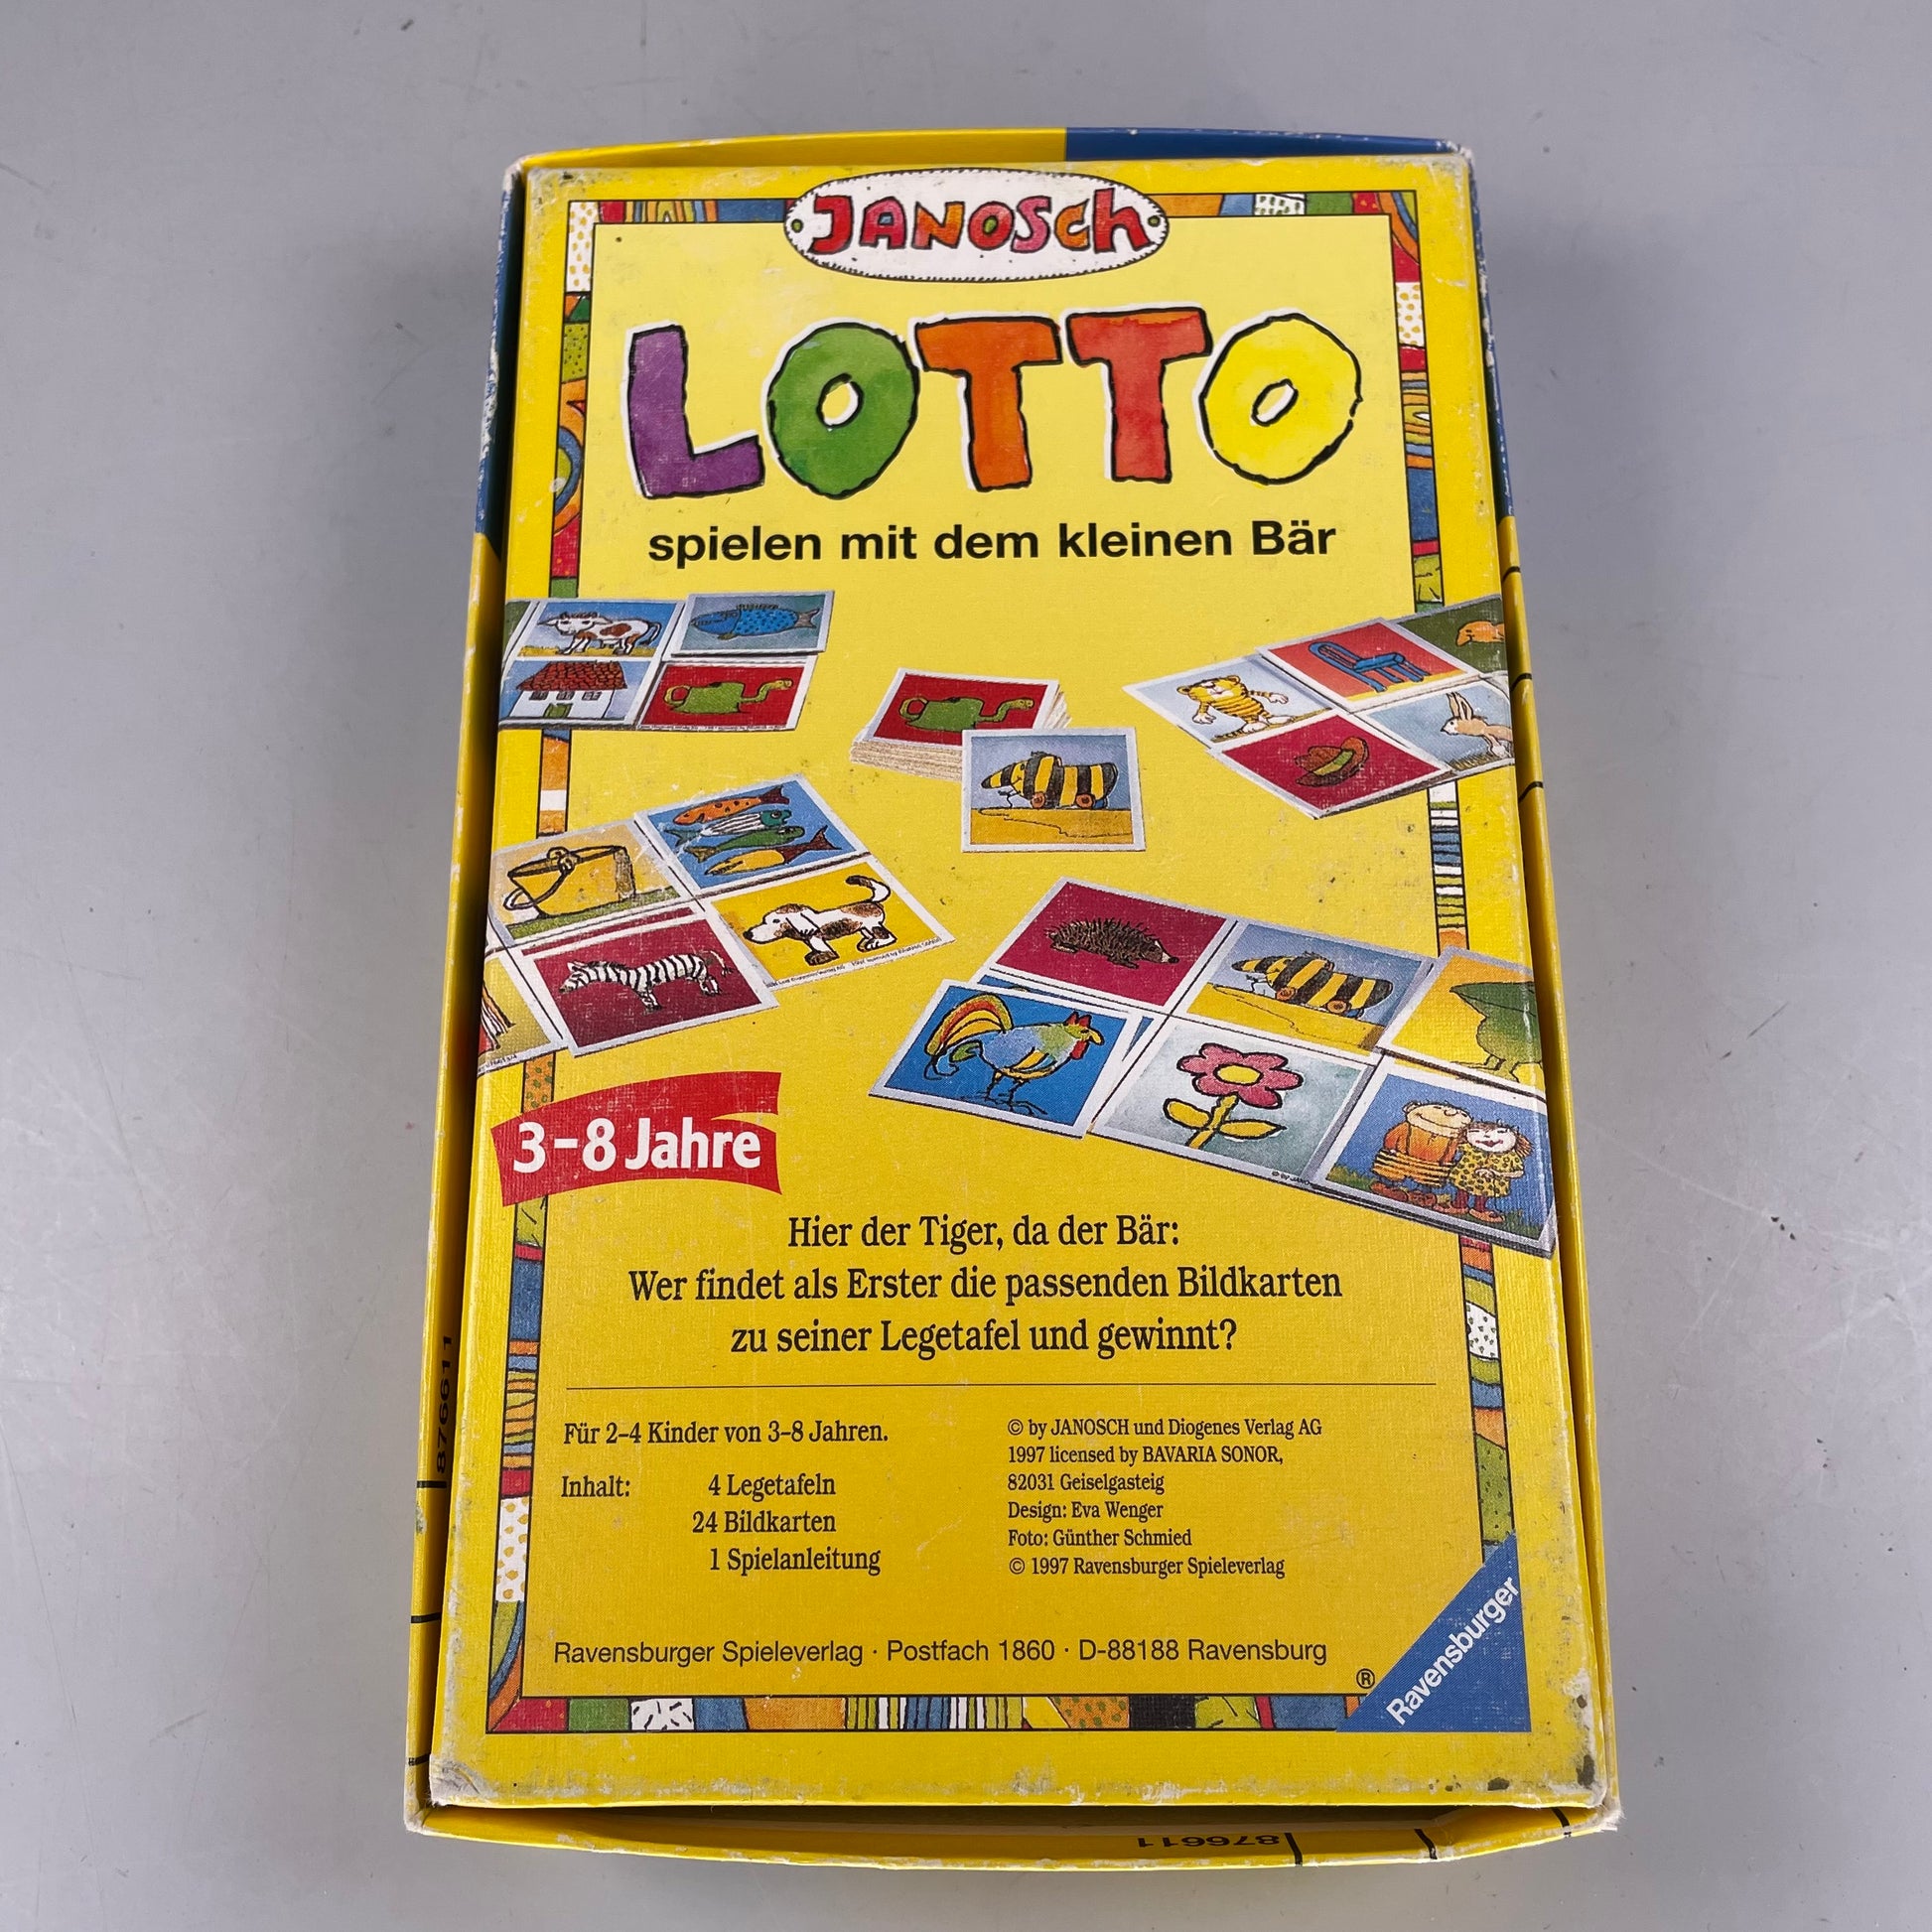 JANOSCH
LOTTO
spielen mit dem kleinen Bär
3-8 Jahre
Hier der Tiger, da der Bär:
Wer findet als Erster die passenden Bildkarten
zu seiner Legetafel und gewinnt?
Für 2–4 Kinder von 3–8 Jahren.
Inhalt: 4 Legetafeln
24 Bildkarten
1 Spielanleitung
© by JANOSCH und Diogenes Verlag AG
1997 licensed by BAVARIA SONOR,
82031 Geiselgasteig
Design: Eva Wenger
Foto: Günther Schmied
© 1997 Ravensburger Spieleverlag
Ravensburger Spieleverlag · Postfach 1860 · D-88188 Ravensburg
®
Ravensburger
876611
876611